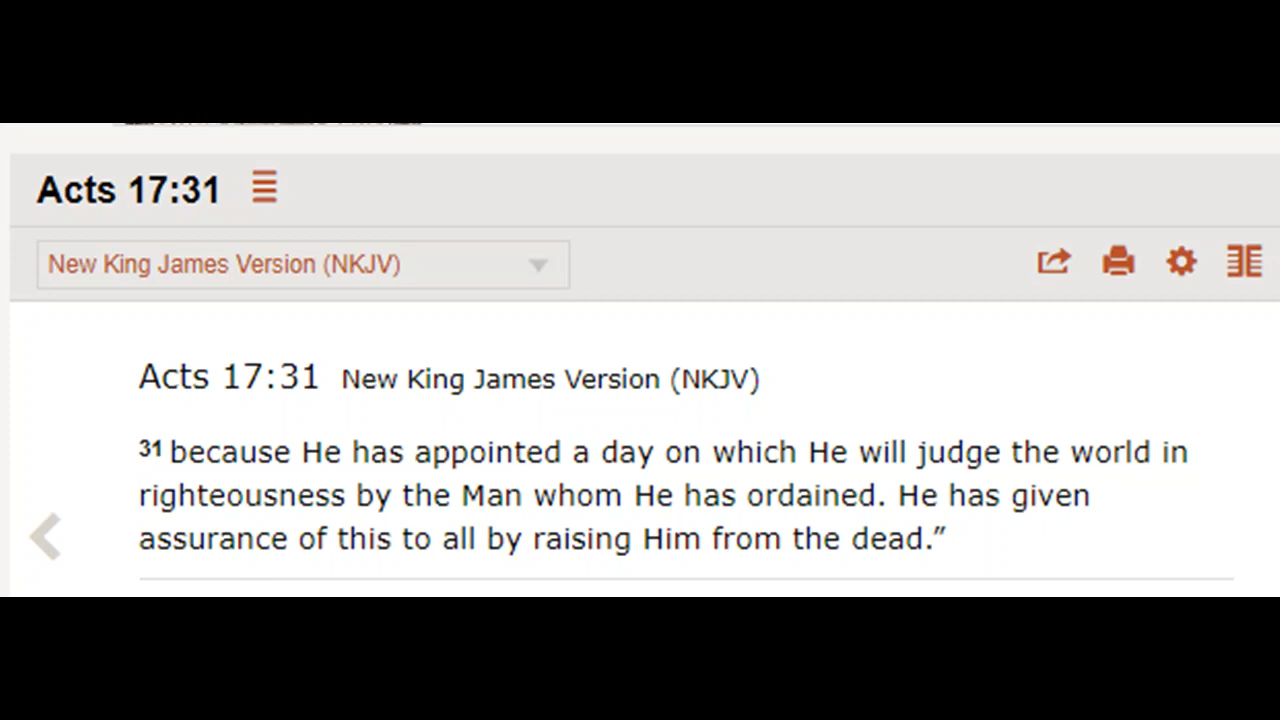 Acts 17:31
New King James Version (NKJV)
Acts 17:31 New King James Version (NKJV)
31 because He has appointed a day on which He will judge the world in
righteousness by the Man whom He has ordained. He has given
assurance of this to all by raising Him from the dead.”